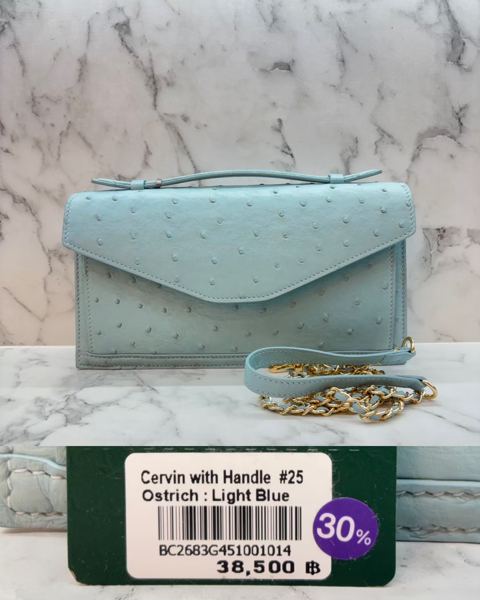 Cervin with Handle #25
Ostrich : Light Blue
30%
BC2683G451001014
38,500 ฿